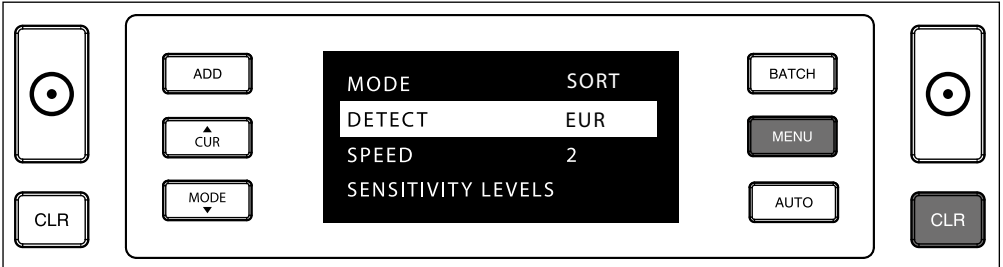 CLR
ADD
CUR
MODE
MODE SORT
DETECT EUR
SPEED 2
SENSITIVITY LEVELS
BATCH
MENU
AUTO
CLR